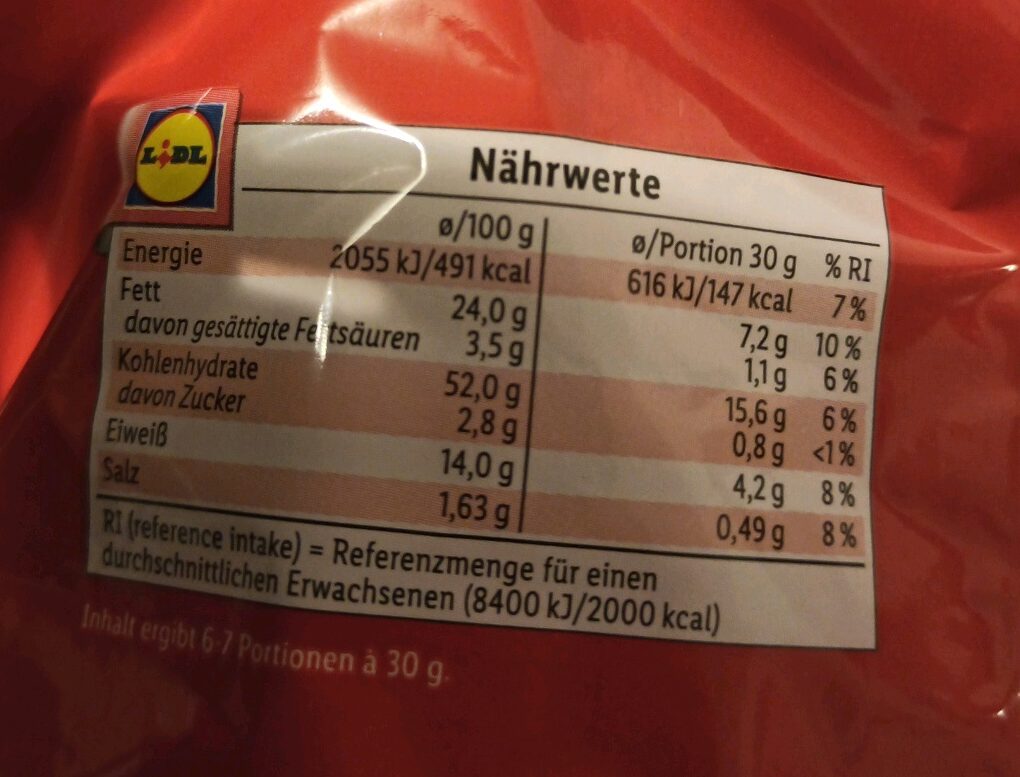 LIDL
Nährwerte
ø/100 g ø/Portion 30 g % RI
Energie 2055 kJ/491 kcal 616 kJ/147 kcal 7 %
Fett 24,0 g 7,2 g 10 %
davon gesättigte Fettsäuren 3,5 g 1,1 g 6 %
Kohlenhydrate 52,0 g 15,6 g 6 %
davon Zucker 2,8 g 0,8 g <1 %
Eiweiß 14,0 g 4,2 g 8 %
Salz 1,63 g 0,49 g 8 %
RI (reference intake) = Referenzmenge für einen
durchschnittlichen Erwachsenen (8400 kJ/2000 kcal)
Inhalt ergibt 6-7 Portionen à 30 g.